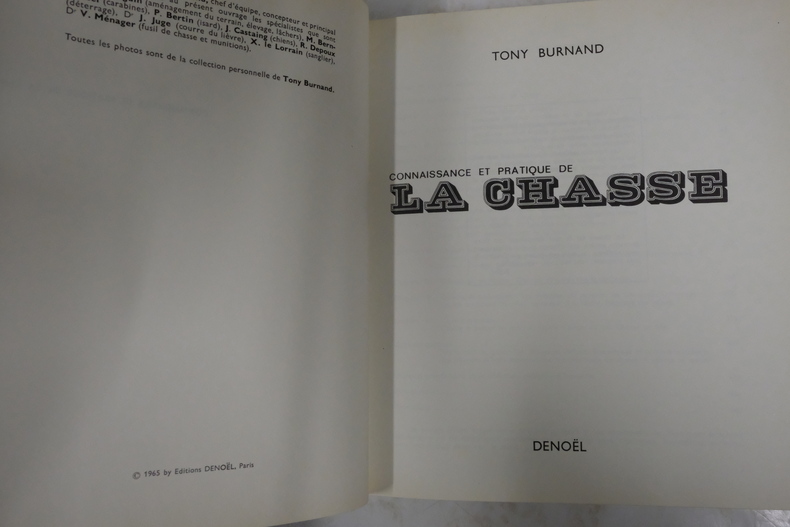 chef d'équipe, concepteur et principal
au présent ouvrage les spécialistes que sont
(aménagement du terrain, élevage, lâchers), M. Bern-
(carabines), P. Bertin (isard), J. Castaing (chiens), R. Depoux
(déterrage), Dr J. Juge (courre du lièvre), X. le Lorrain (sanglier),
Dr V. Ménager (fusil de chasse et munitions).
Toutes les photos sont de la collection personnelle de Tony Burnand.
© 1965 by Editions DENOËL, Paris
TONY BURNAND
CONNAISSANCE ET PRATIQUE DE
LA CHASSE
DENOËL